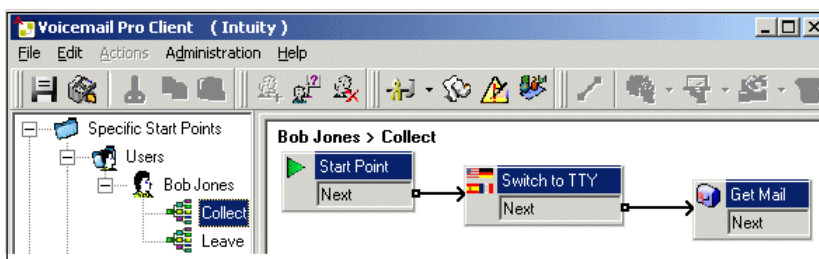 Voicemail Pro Client   ( Intuity )
File Edit Actions Administration Help
Specific Start Points
Users
Bob Jones
Collect
Leave
Bob Jones > Collect
Start Point
Next
Switch to TTY
Next
Get Mail
Next